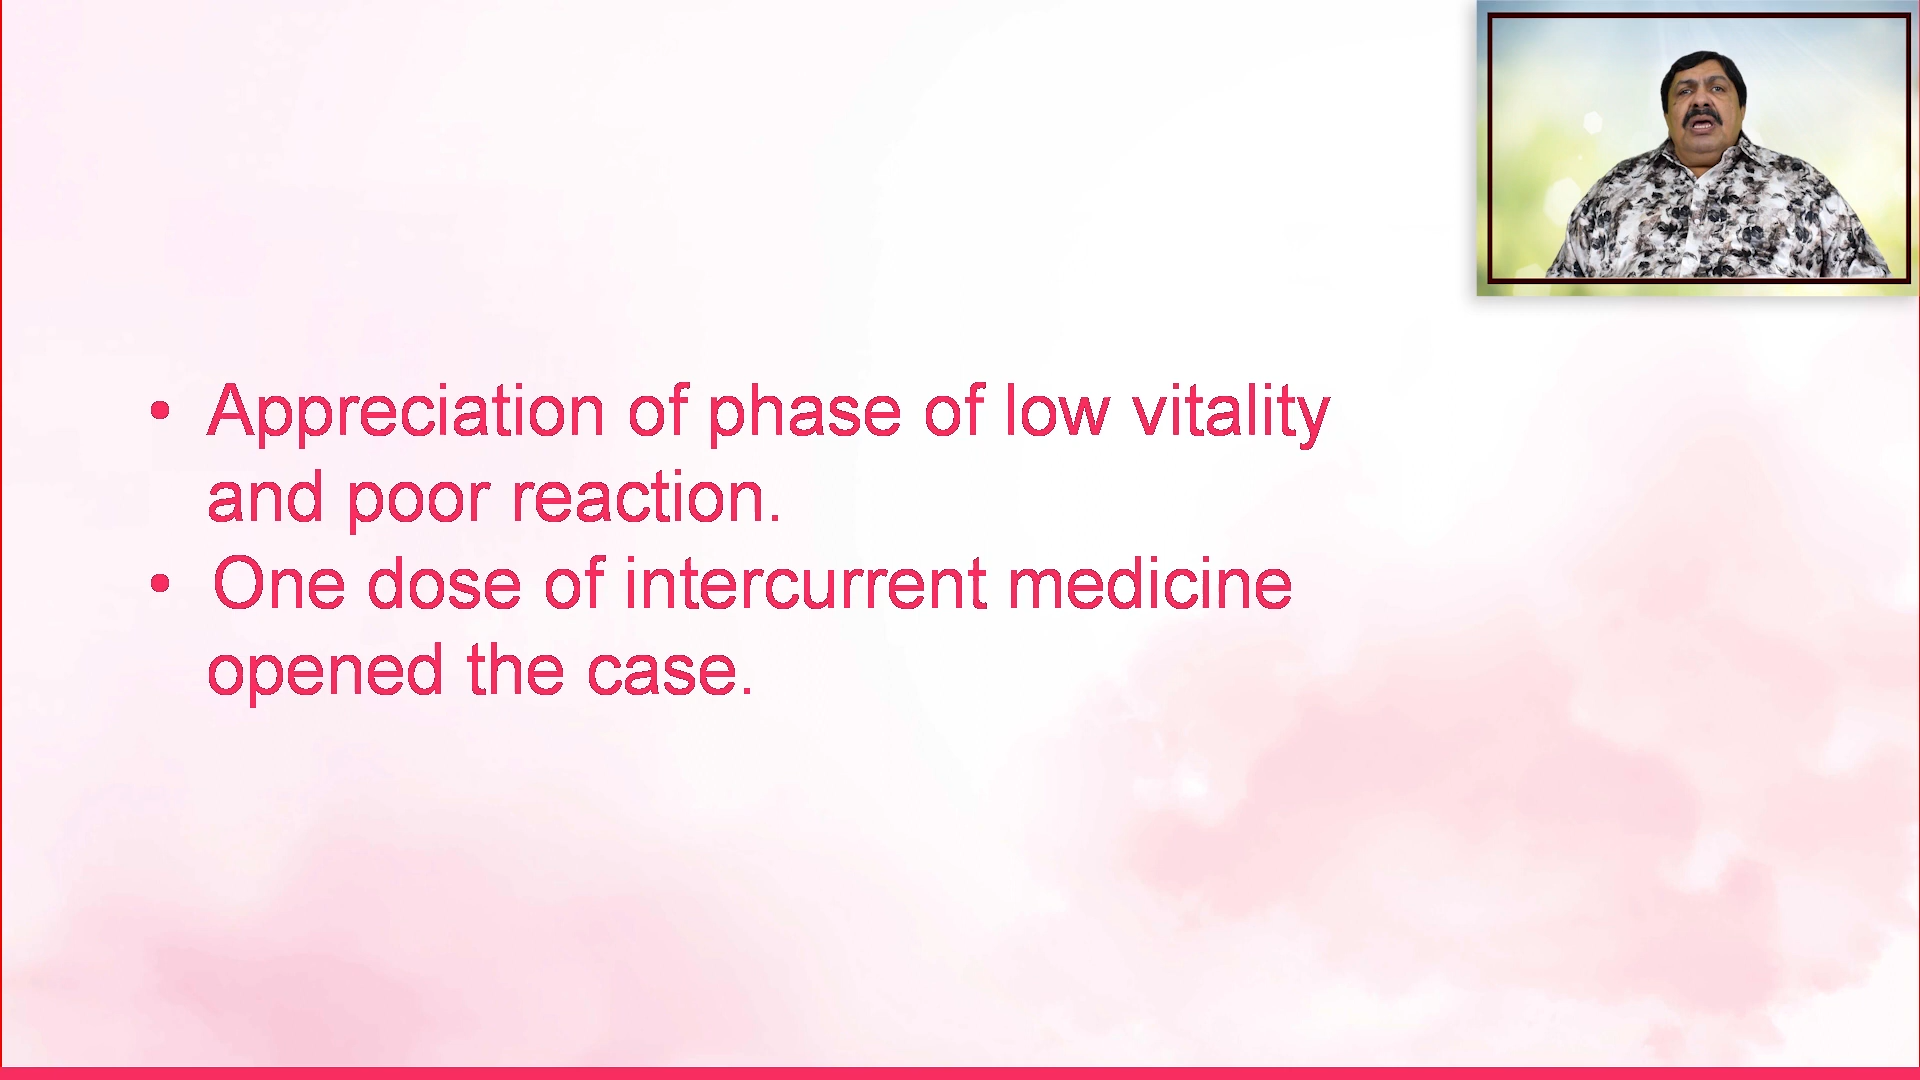 • Appreciation of phase of low vitality
and poor reaction.
• One dose of intercurrent medicine
opened the case.